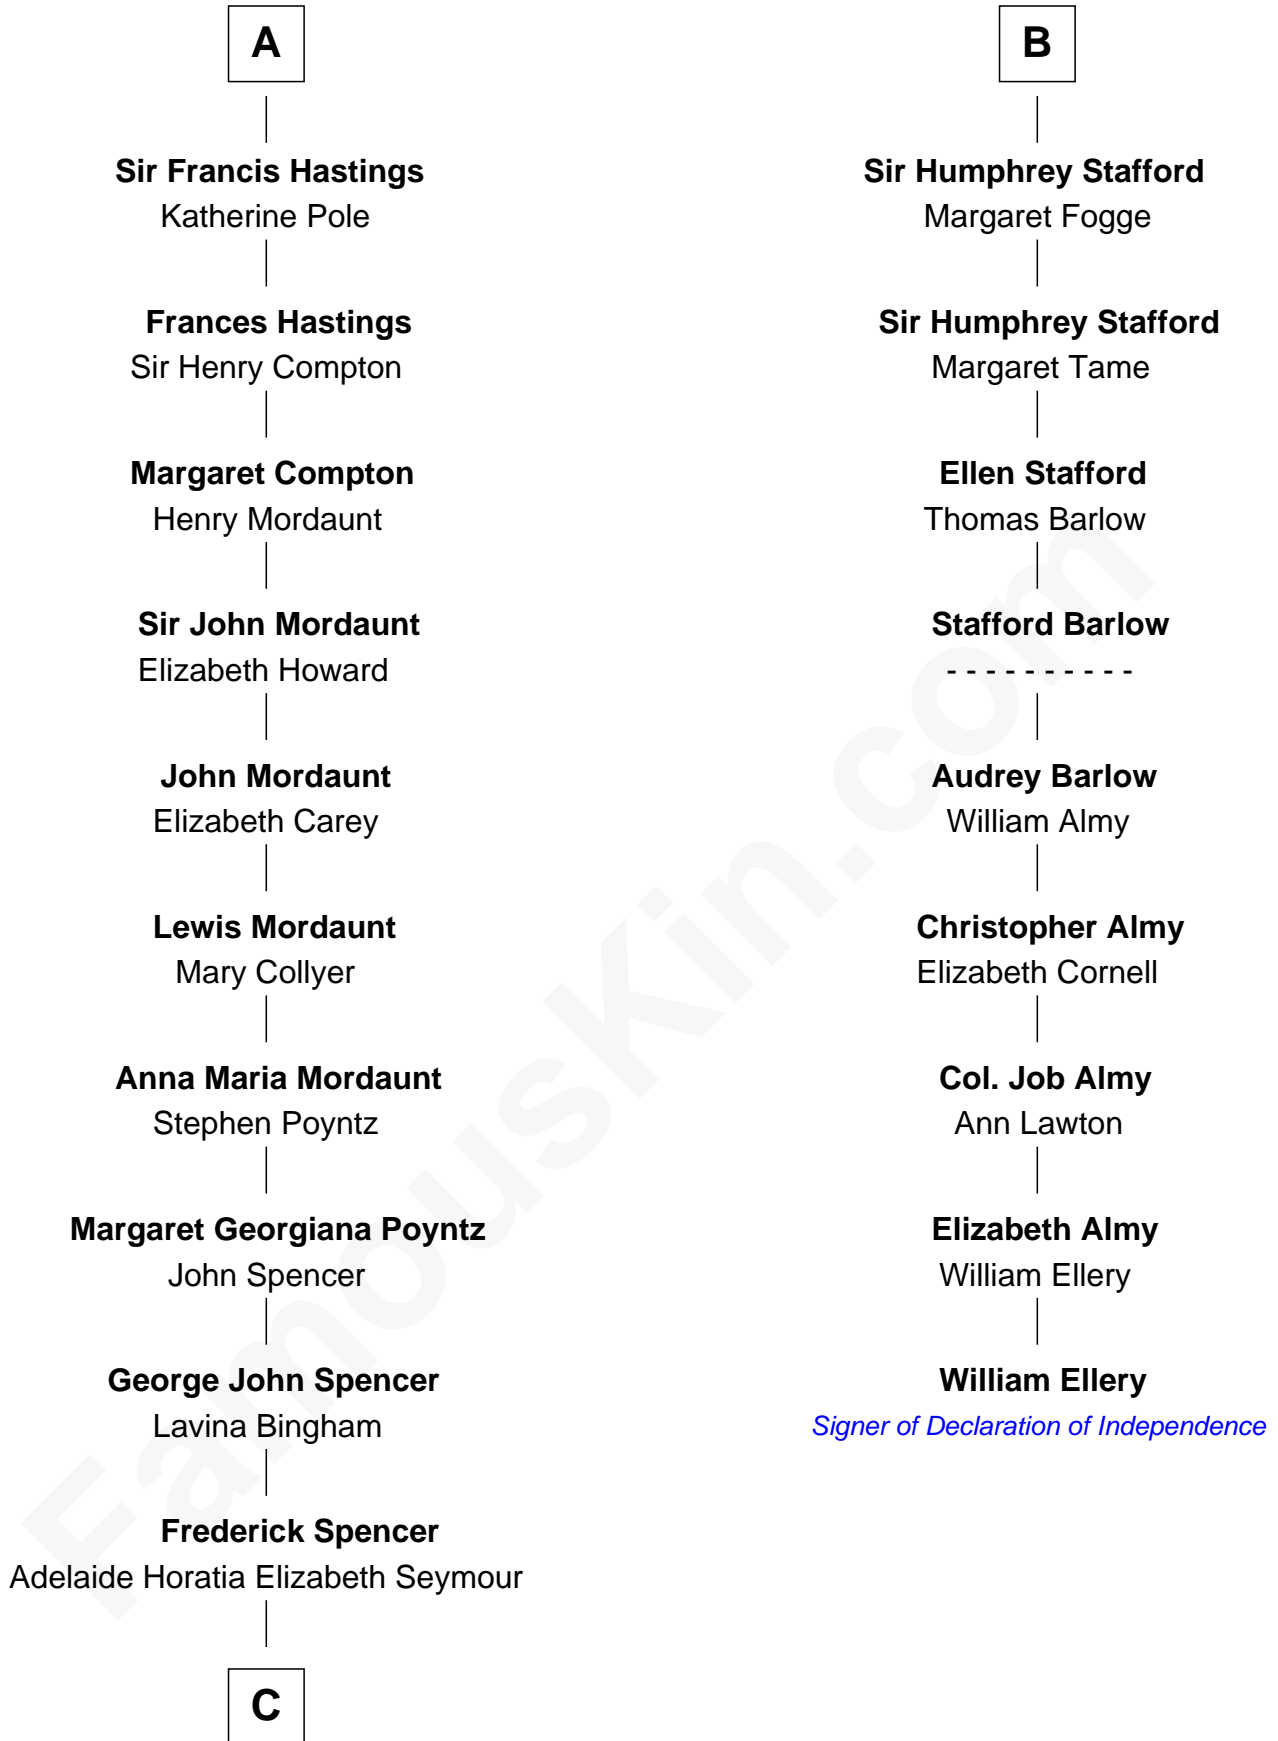 A
Sir Francis Hastings
Katherine Pole
Frances Hastings
Sir Henry Compton
Margaret Compton
Henry Mordaunt
Sir John Mordaunt
Elizabeth Howard
John Mordaunt
Elizabeth Carey
Lewis Mordaunt
Mary Collyer
Anna Maria Mordaunt
Stephen Poyntz
Margaret Georgiana Poyntz
John Spencer
George John Spencer
Lavina Bingham
Frederick Spencer
Adelaide Horatia Elizabeth Seymour
C
B
Sir Humphrey Stafford
Margaret Fogge
Sir Humphrey Stafford
Margaret Tame
Ellen Stafford
Thomas Barlow
Stafford Barlow
- - - - - - - - - -
Audrey Barlow
William Almy
Christopher Almy
Elizabeth Cornell
Col. Job Almy
Ann Lawton
Elizabeth Almy
William Ellery
William Ellery
Signer of Declaration of Independence
FamousKin.com